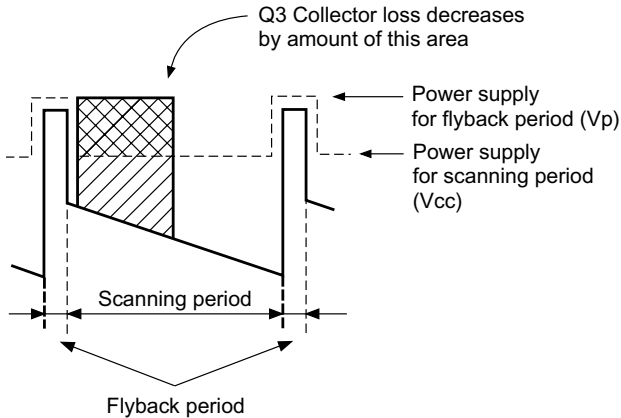 Q3 Collector loss decreases
by amount of this area
Power supply
for flyback period (Vp)
Power supply
for scanning period
(Vcc)
Scanning period
Flyback period